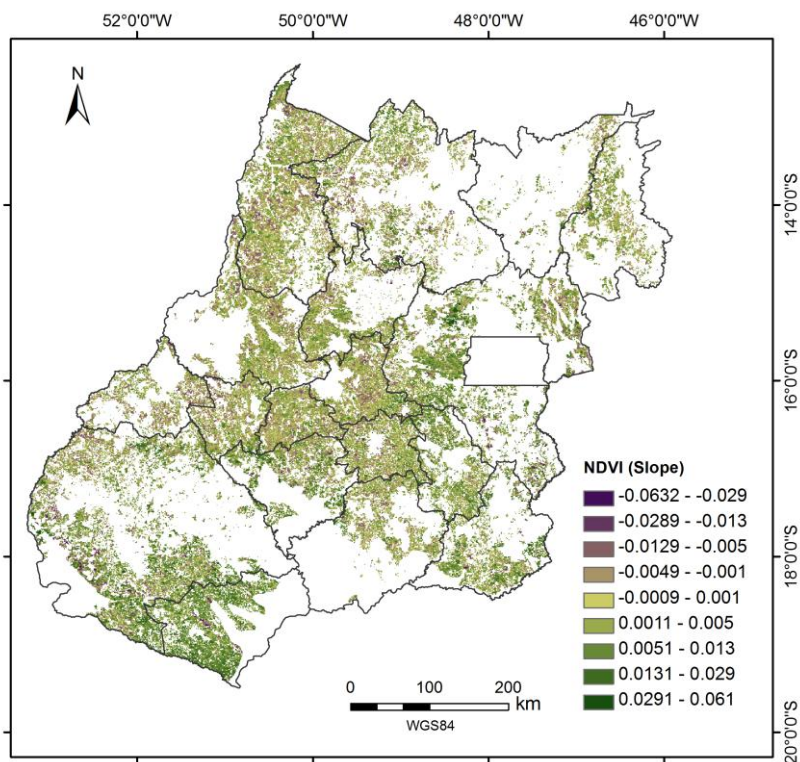 52°0'0"W 50°0'0"W 48°0'0"W 46°0'0"W
N
14°0'0"S
16°0'0"S
18°0'0"S
20°0'0"S
NDVI (Slope)
-0.0632 - -0.029
-0.0289 - -0.013
-0.0129 - -0.005
-0.0049 - -0.001
-0.0009 - 0.001
0.0011 - 0.005
0.0051 - 0.013
0.0131 - 0.029
0.0291 - 0.061
0 100 200
km
WGS84